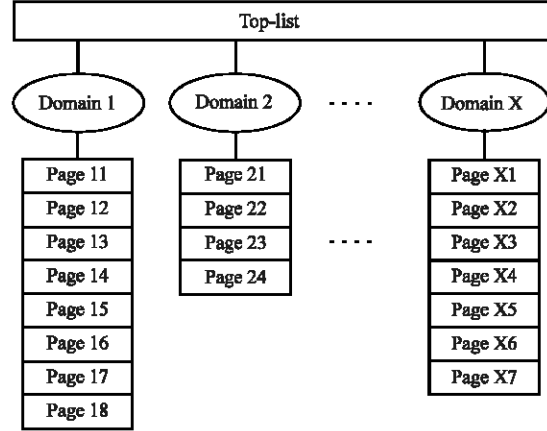 Top-list
Domain 1
Domain 2
- - - -
Domain X
Page 11
Page 12
Page 13
Page 14
Page 15
Page 16
Page 17
Page 18
Page 21
Page 22
Page 23
Page 24
- - - -
Page X1
Page X2
Page X3
Page X4
Page X5
Page X6
Page X7